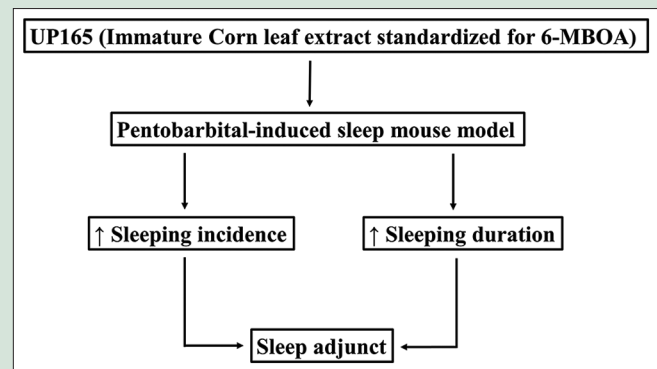 UP165 (Immature Corn leaf extract standardized for 6-MBOA)
Pentobarbital-induced sleep mouse model
↑ Sleeping incidence
↑ Sleeping duration
Sleep adjunct